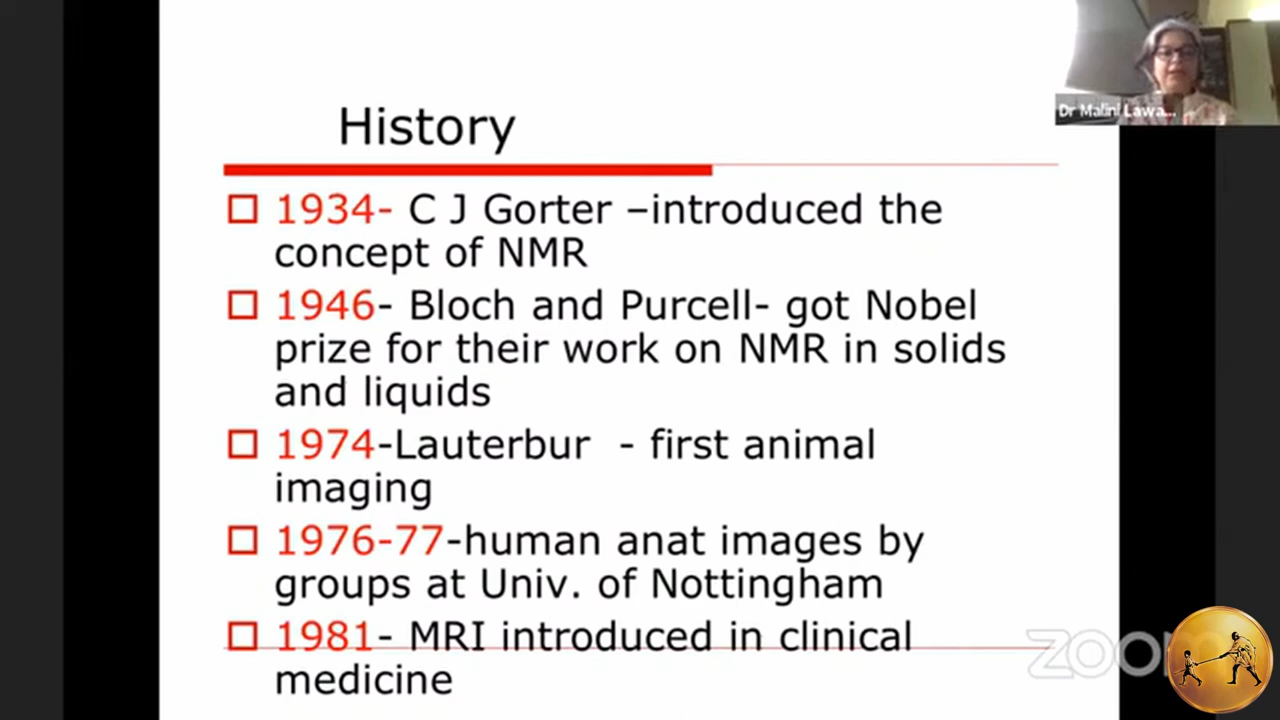 History
Dr Malini Lawa...
□ 1934- C J Gorter –introduced the
concept of NMR
□ 1946- Bloch and Purcell- got Nobel
prize for their work on NMR in solids
and liquids
□ 1974-Lauterbur - first animal
imaging
□ 1976-77-human anat images by
groups at Univ. of Nottingham
□ 1981- MRI introduced in clinical
medicine
zoom